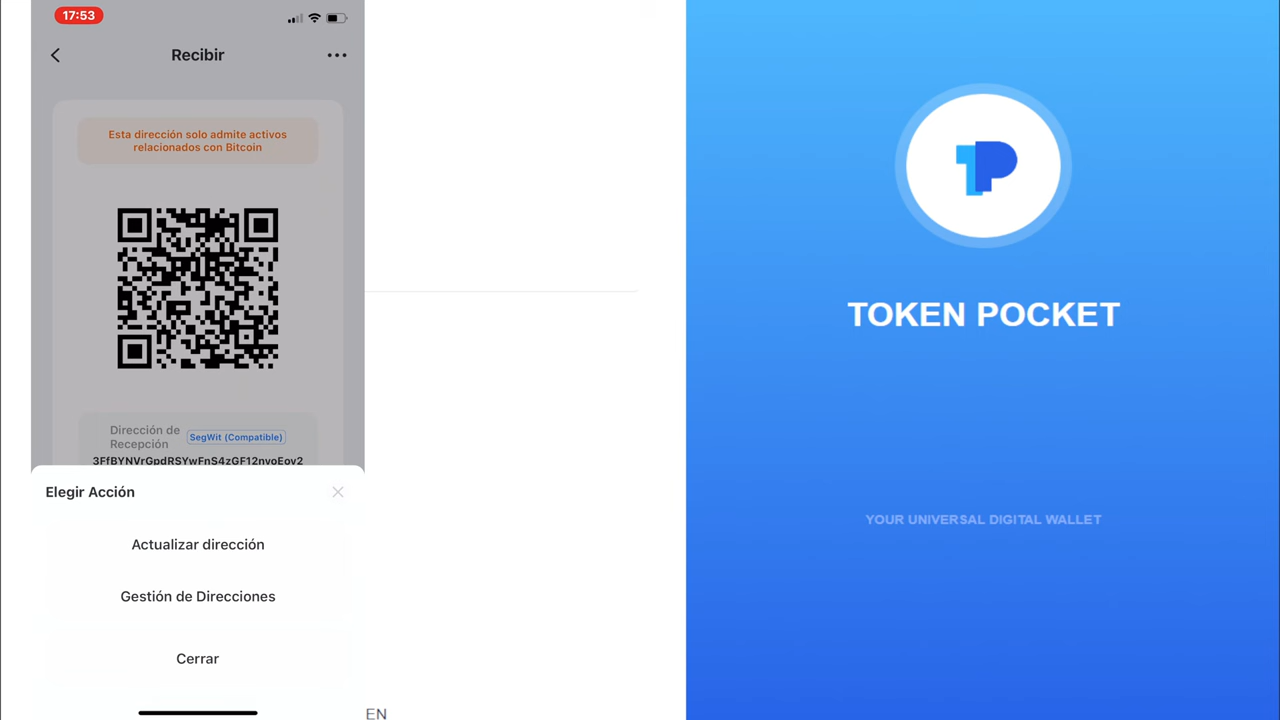 17:53
Recibir
Esta dirección solo admite activos
relacionados con Bitcoin
Dirección de
Recepción
SegWit (Compatible)
3FfBYNVrGpdRSYwFnS4zGF12nvoEov2
Elegir Acción
Actualizar dirección
Gestión de Direcciones
Cerrar
EN
TP
TOKEN POCKET
YOUR UNIVERSAL DIGITAL WALLET